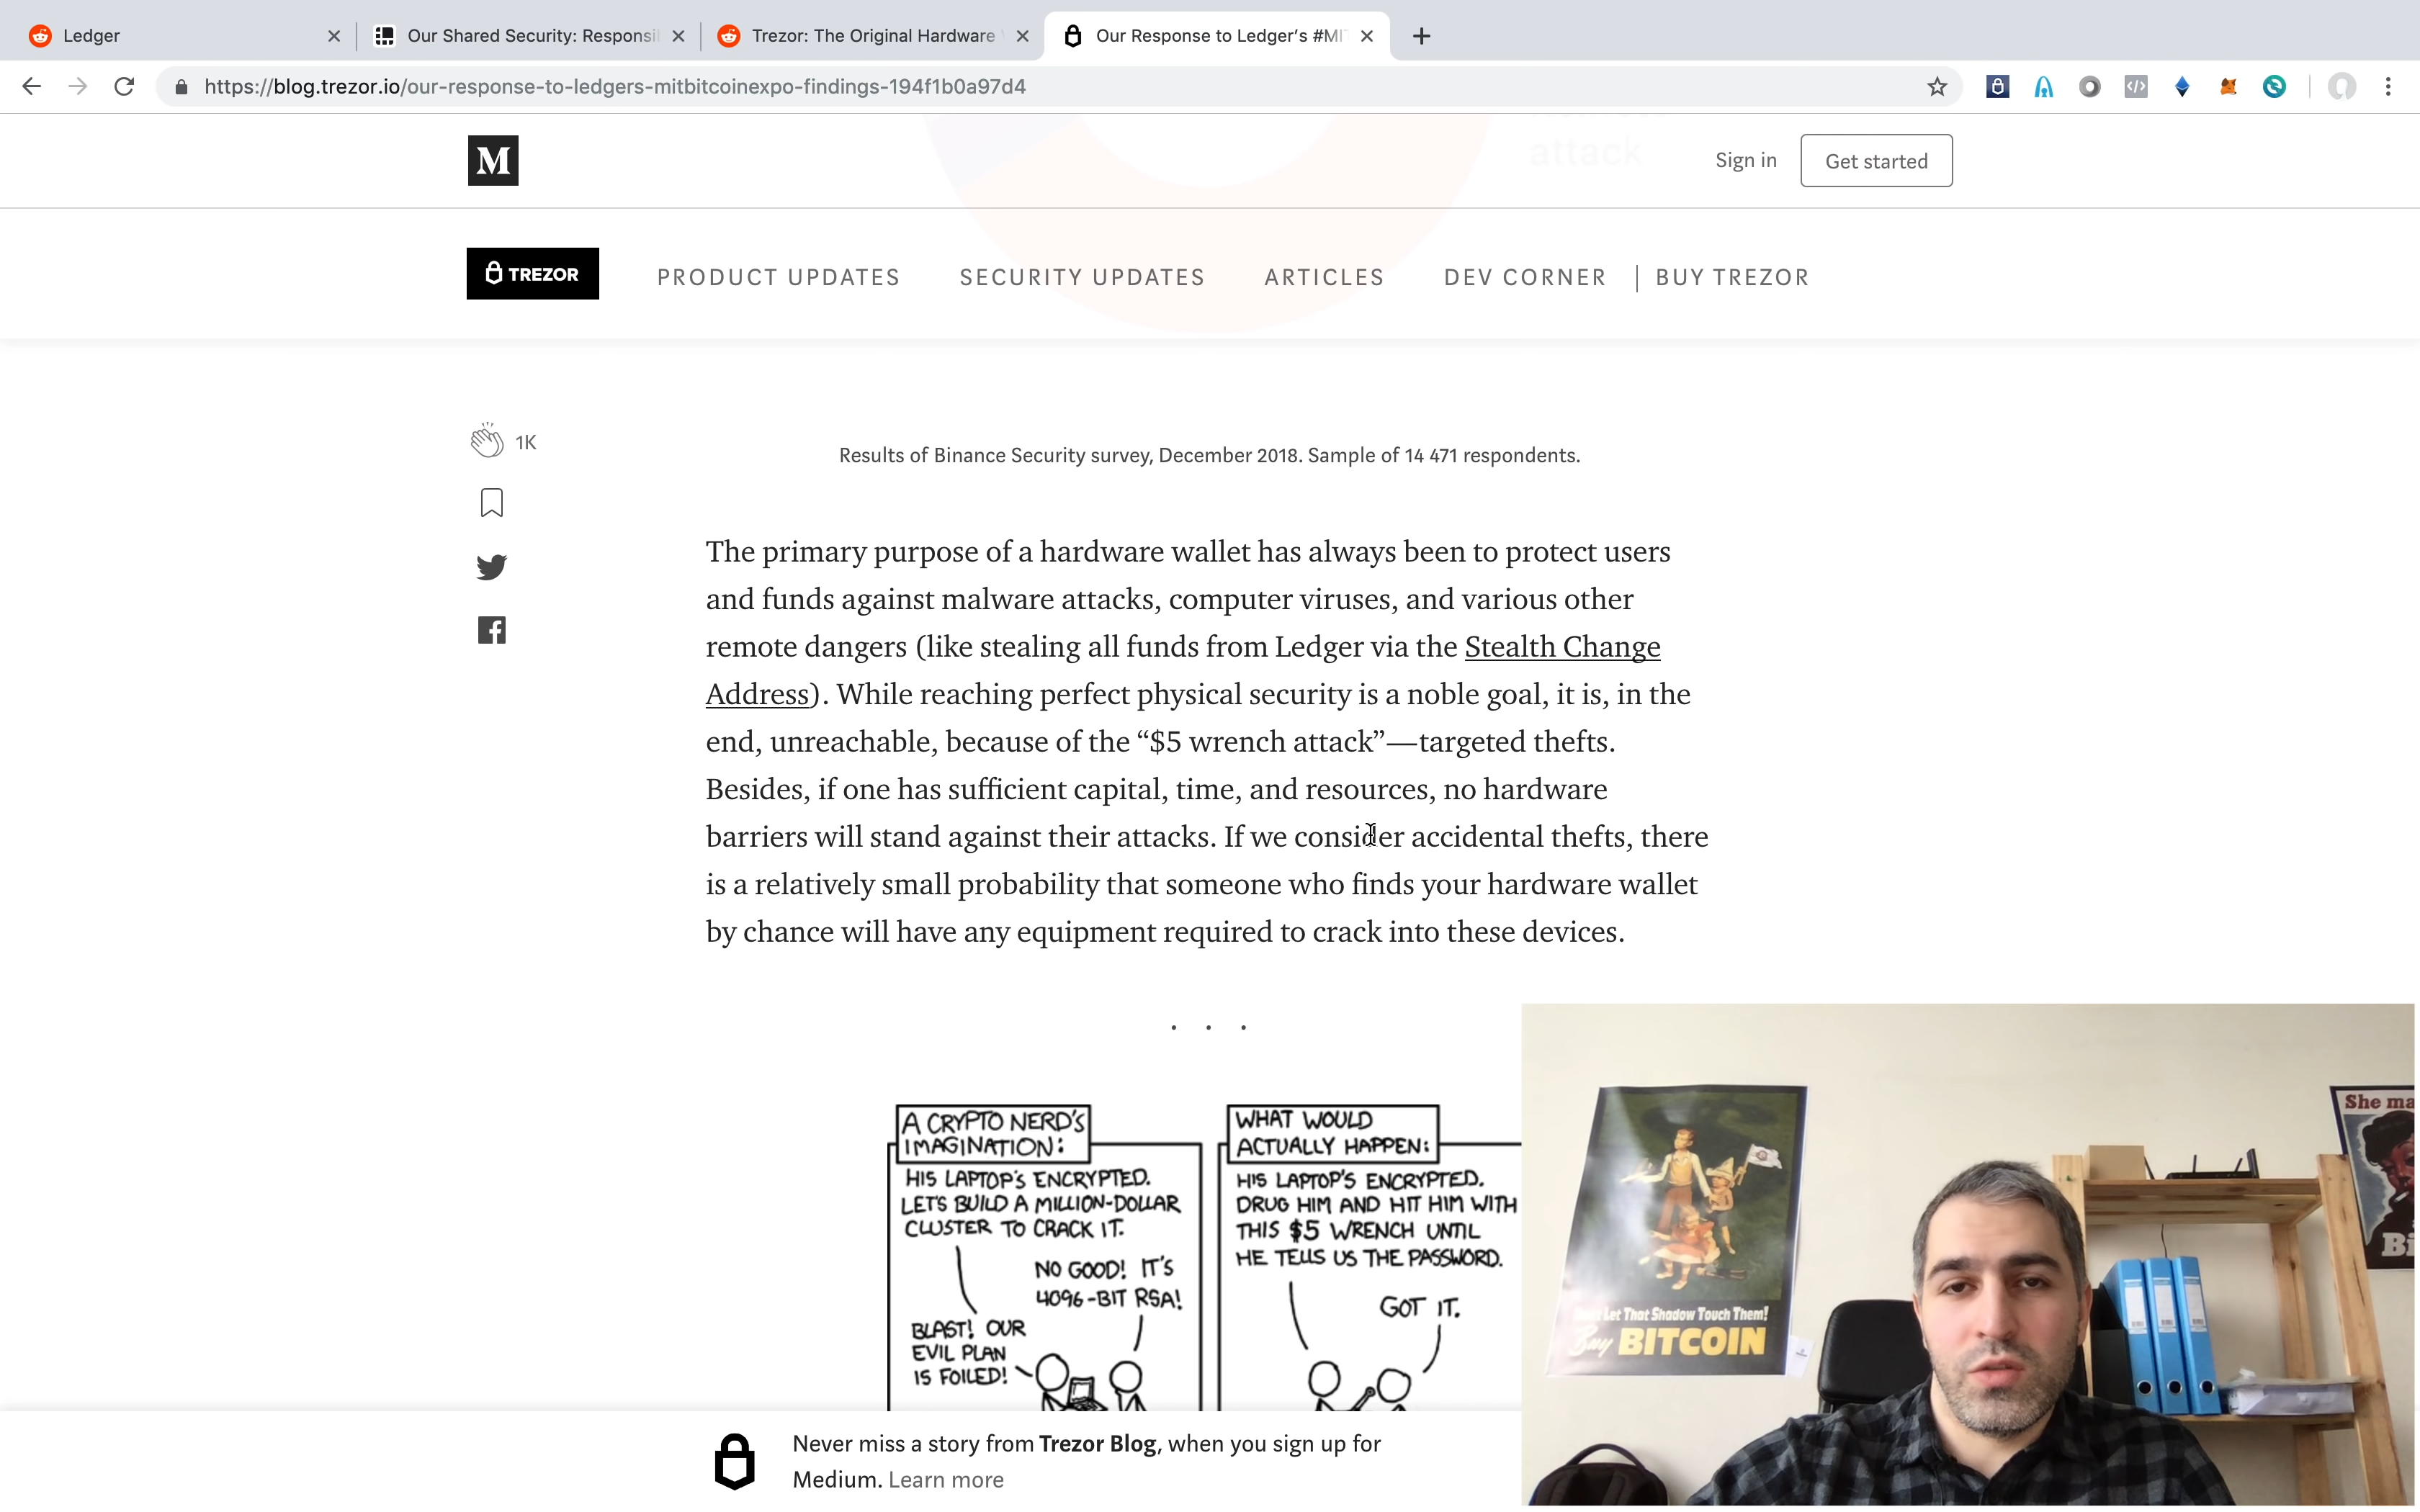 Ledger
Our Shared Security: Responsi
Trezor: The Original Hardware
Our Response to Ledger's #MI
https://blog.trezor.io/our-response-to-ledgers-mitbitcoinexpo-findings-194f1b0a97d4
attack
M
Sign in
Get started
TREZOR
PRODUCT UPDATES
SECURITY UPDATES
ARTICLES
DEV CORNER
BUY TREZOR
1K
Results of Binance Security survey, December 2018. Sample of 14 471 respondents.
The primary purpose of a hardware wallet has always been to protect users
and funds against malware attacks, computer viruses, and various other
remote dangers (like stealing all funds from Ledger via the Stealth Change
Address). While reaching perfect physical security is a noble goal, it is, in the
end, unreachable, because of the “$5 wrench attack”—targeted thefts.
Besides, if one has sufficient capital, time, and resources, no hardware
barriers will stand against their attacks. If we consider accidental thefts, there
is a relatively small probability that someone who finds your hardware wallet
by chance will have any equipment required to crack into these devices.
A CRYPTO NERD'S
IMAGINATION:
HIS LAPTOP'S ENCRYPTED.
LET'S BUILD A MILLION-DOLLAR
CLUSTER TO CRACK IT.
NO GOOD! IT'S
4096-BIT RSA!
BLAST! OUR
EVIL PLAN
IS FOILED!
WHAT WOULD
ACTUALLY HAPPEN:
HIS LAPTOP'S ENCRYPTED.
DRUG HIM AND HIT HIM WITH
THIS $5 WRENCH UNTIL
HE TELLS US THE PASSWORD.
GOT IT.
Let That Shadow Touch Them!
Buy BITCOIN
She ma
Bi
Never miss a story from Trezor Blog, when you sign up for
Medium. Learn more